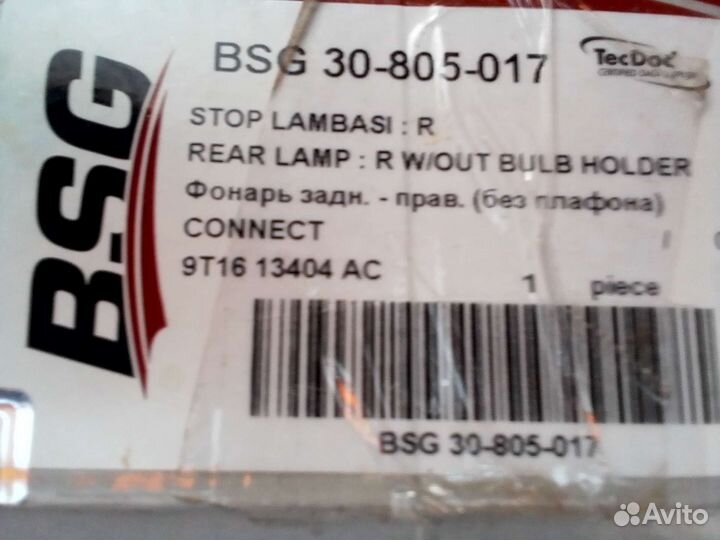 BSG
BSG 30-805-017
TecDoc
STOP LAMBASI : R
REAR LAMP : R W/OUT BULB HOLDER
Фонарь задн. - прав. (без плафона)
CONNECT
9T16 13404 AC
1 piece
BSG 30-805-017
Avito